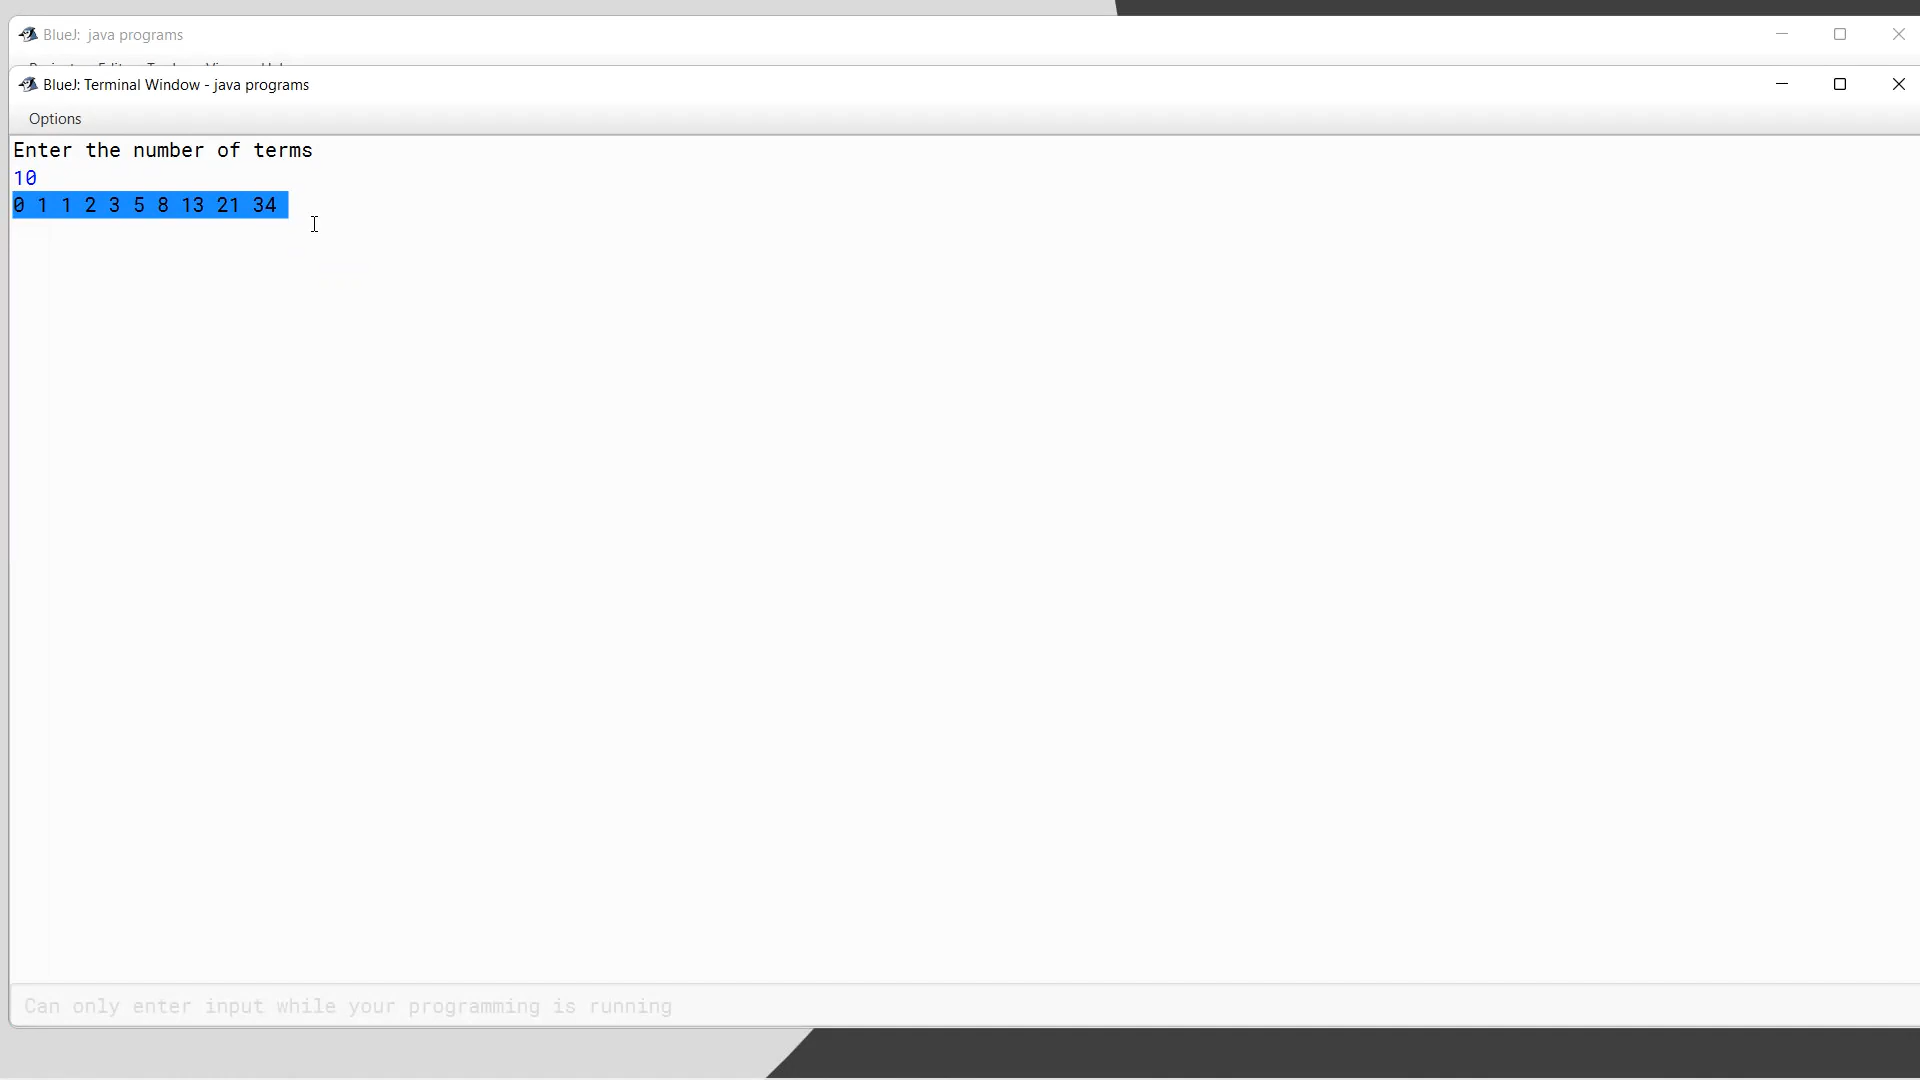 BlueJ: java programs
BlueJ: Terminal Window - java programs
Options
Enter the number of terms
10
0 1 1 2 3 5 8 13 21 34
Can only enter input while your programming is running